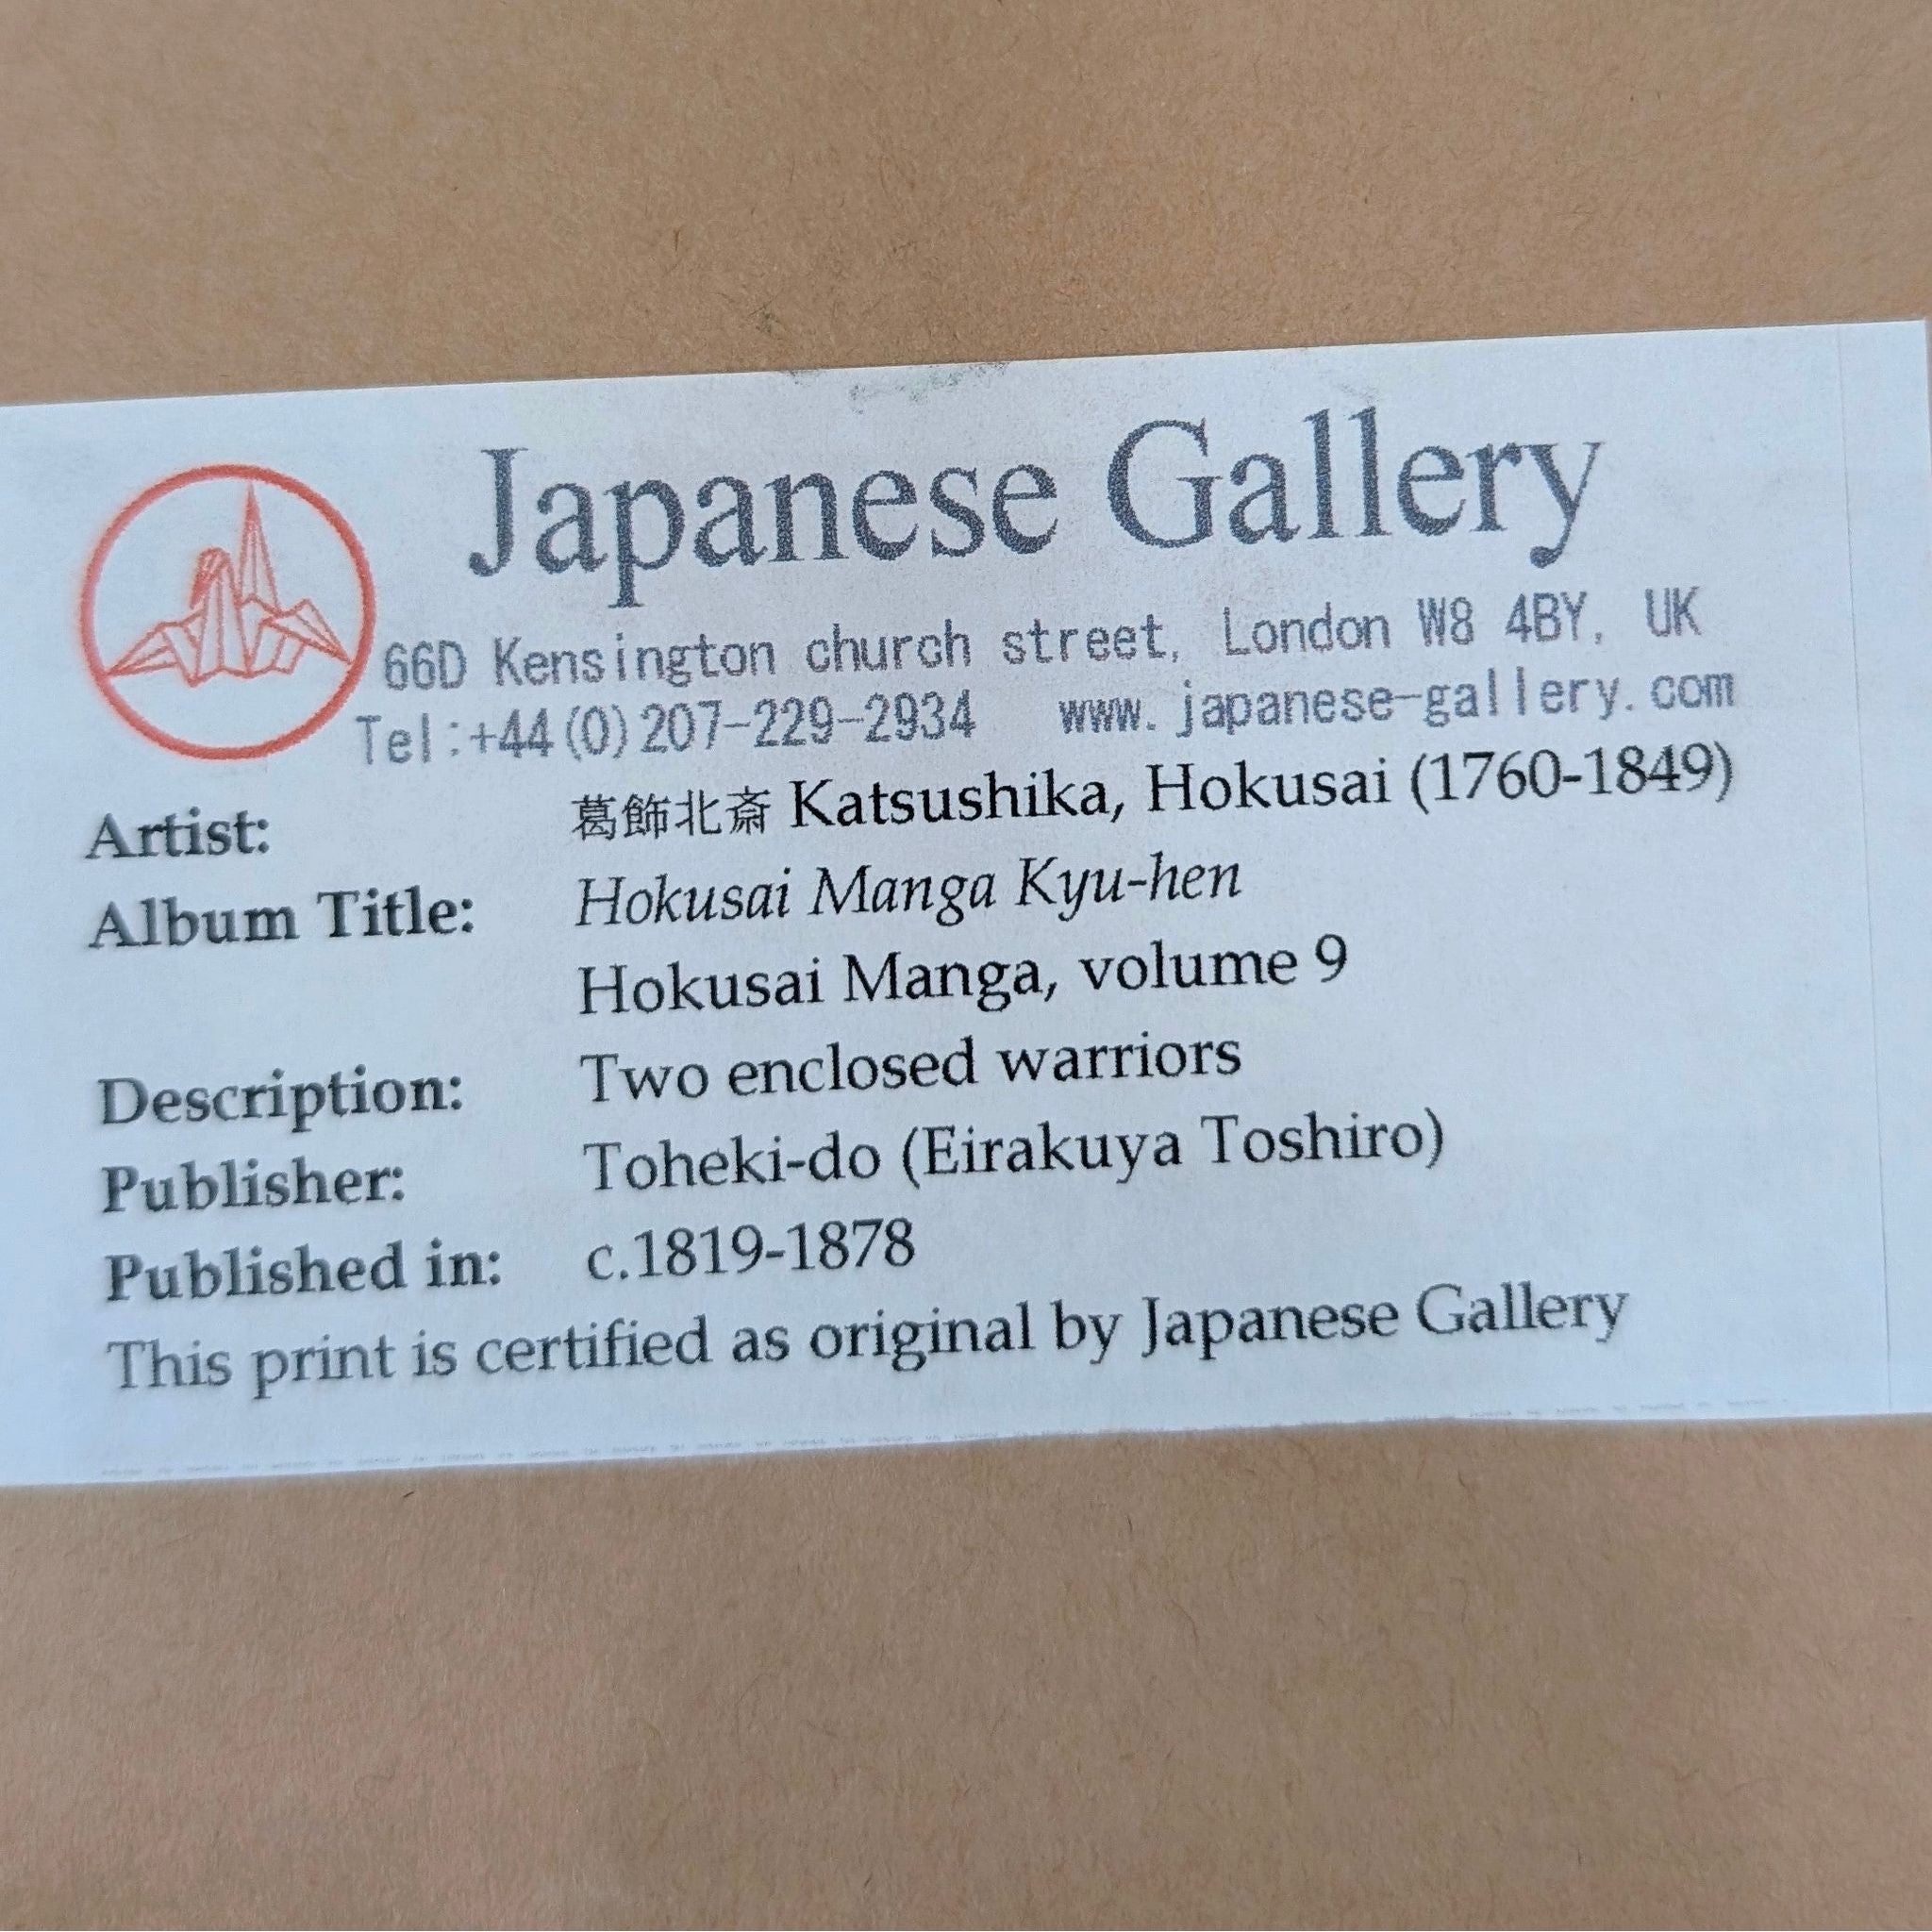 Japanese Gallery
66D Kensington church street, London W8 4BY, UK
Tel:+44(0)207-229-2934 www.japanese-gallery.com
Artist: 葛飾北斎 Katsushika, Hokusai (1760-1849)
Album Title: Hokusai Manga Kyu-hen
Hokusai Manga, volume 9
Description: Two enclosed warriors
Publisher: Toheki-do (Eirakuya Toshiro)
Published in: c.1819-1878
This print is certified as original by Japanese Gallery